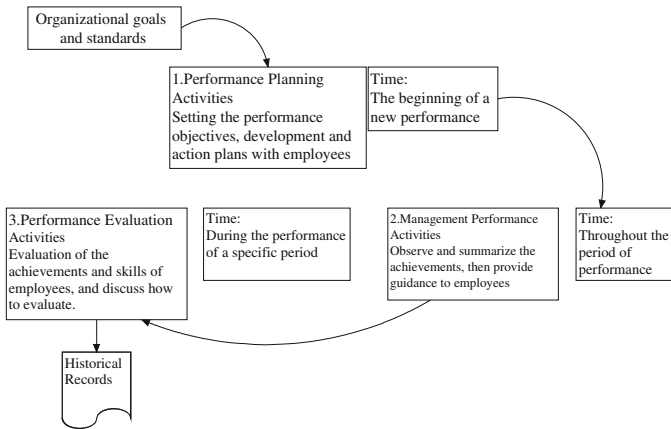 Organizational goals
and standards
1.Performance Planning
Activities
Setting the performance
objectives, development and
action plans with employees
Time:
The beginning of a
new performance
3.Performance Evaluation
Activities
Evaluation of the
achievements and skills of
employees, and discuss how
to evaluate.
Time:
During the performance
of a specific period
2.Management Performance
Activities
Observe and summarize the
achievements, then provide
guidance to employees
Time:
Throughout the
period of
performance
Historical
Records